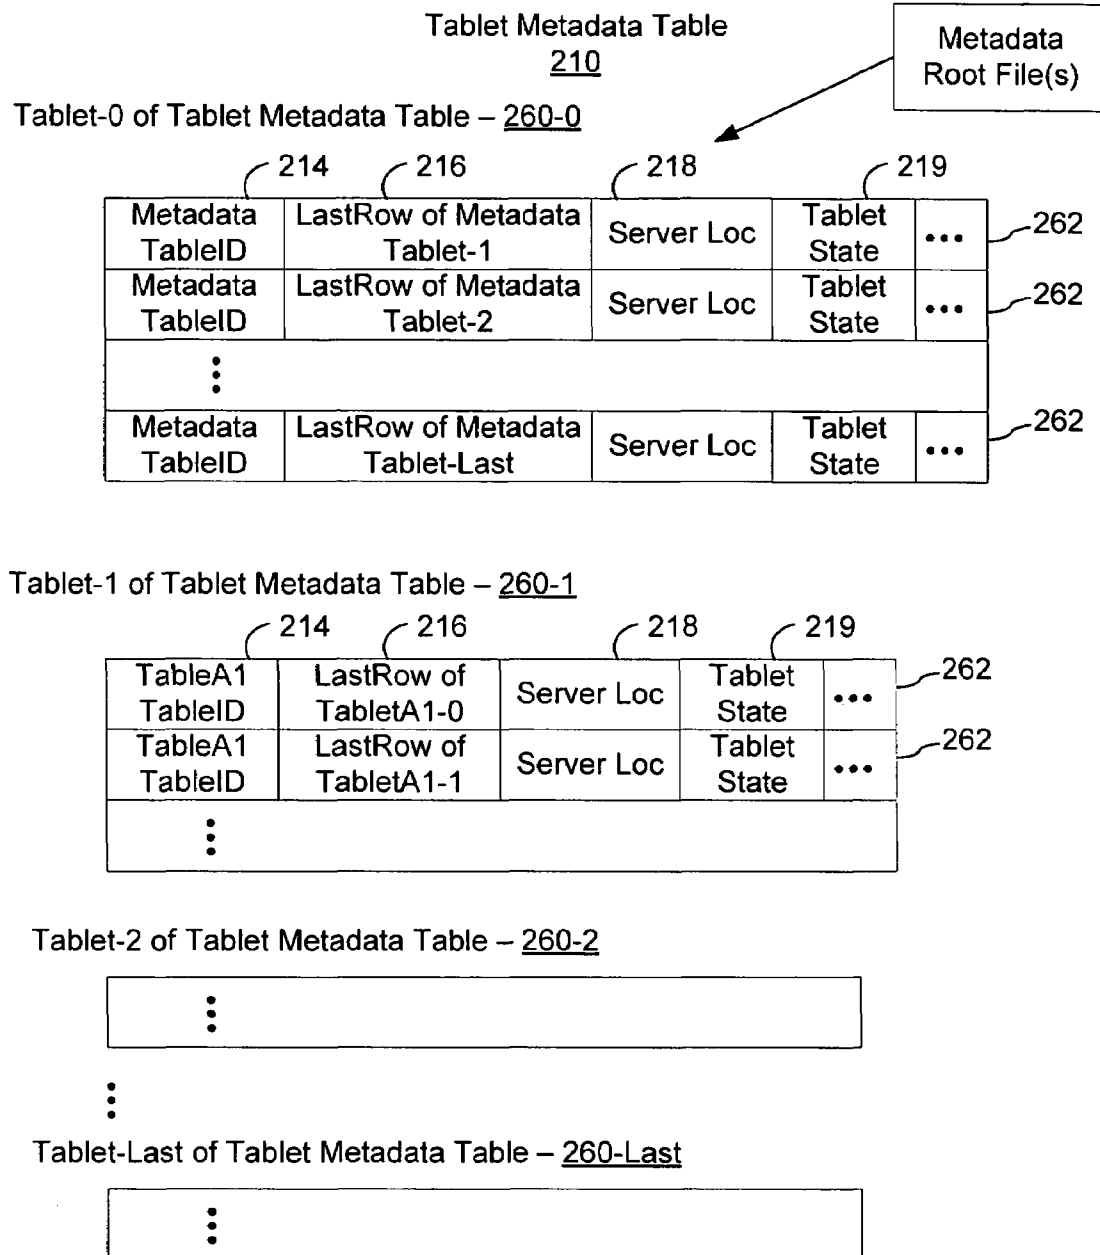 Tablet Metadata Table
210
Metadata
Root File(s)
Tablet-0 of Tablet Metadata Table – 260-0
214 216 218 219
Metadata TableID LastRow of Metadata Tablet-1 Server Loc Tablet State ••• 262
Metadata TableID LastRow of Metadata Tablet-2 Server Loc Tablet State ••• 262
Metadata TableID LastRow of Metadata Tablet-Last Server Loc Tablet State ••• 262
Tablet-1 of Tablet Metadata Table – 260-1
214 216 218 219
TableA1 TableID LastRow of TabletA1-0 Server Loc Tablet State ••• 262
TableA1 TableID LastRow of TabletA1-1 Server Loc Tablet State ••• 262
Tablet-2 of Tablet Metadata Table – 260-2
Tablet-Last of Tablet Metadata Table – 260-Last